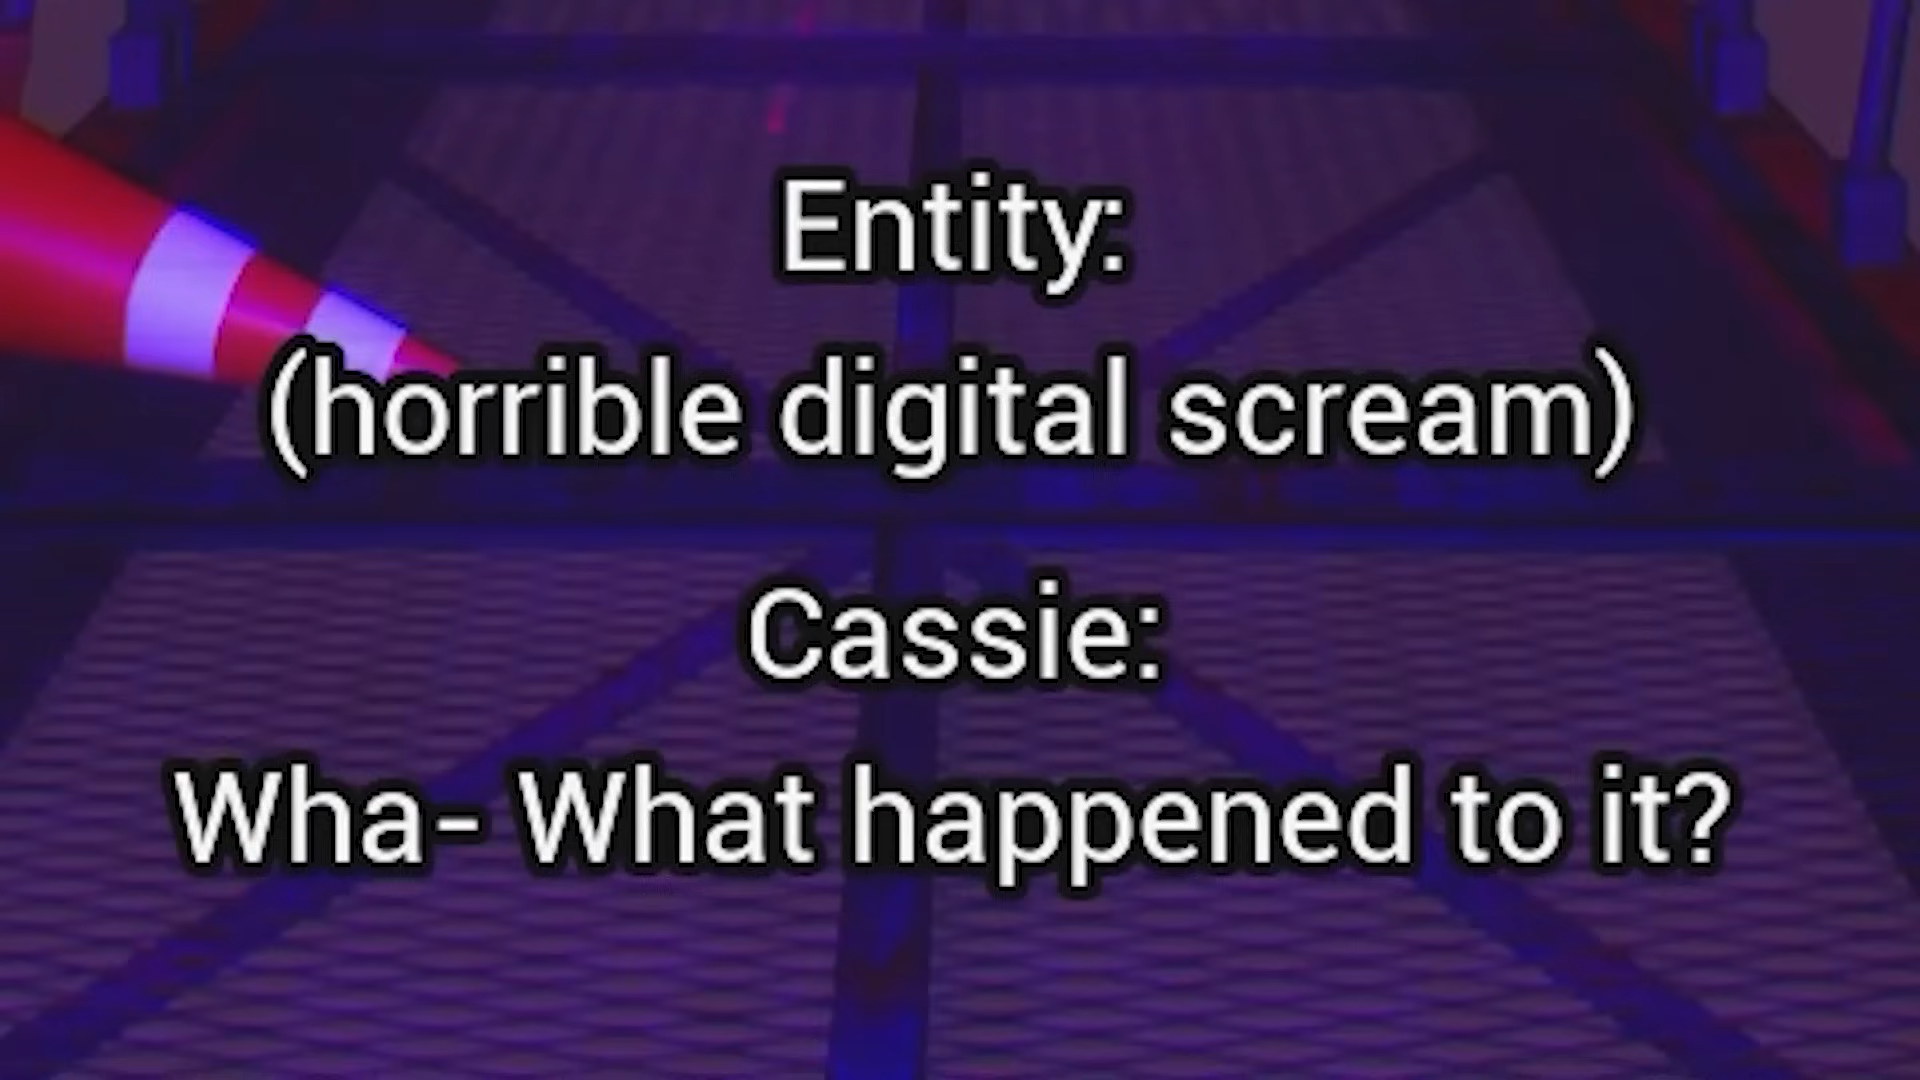 Entity:
(horrible digital scream)
Cassie:
Wha- What happened to it?